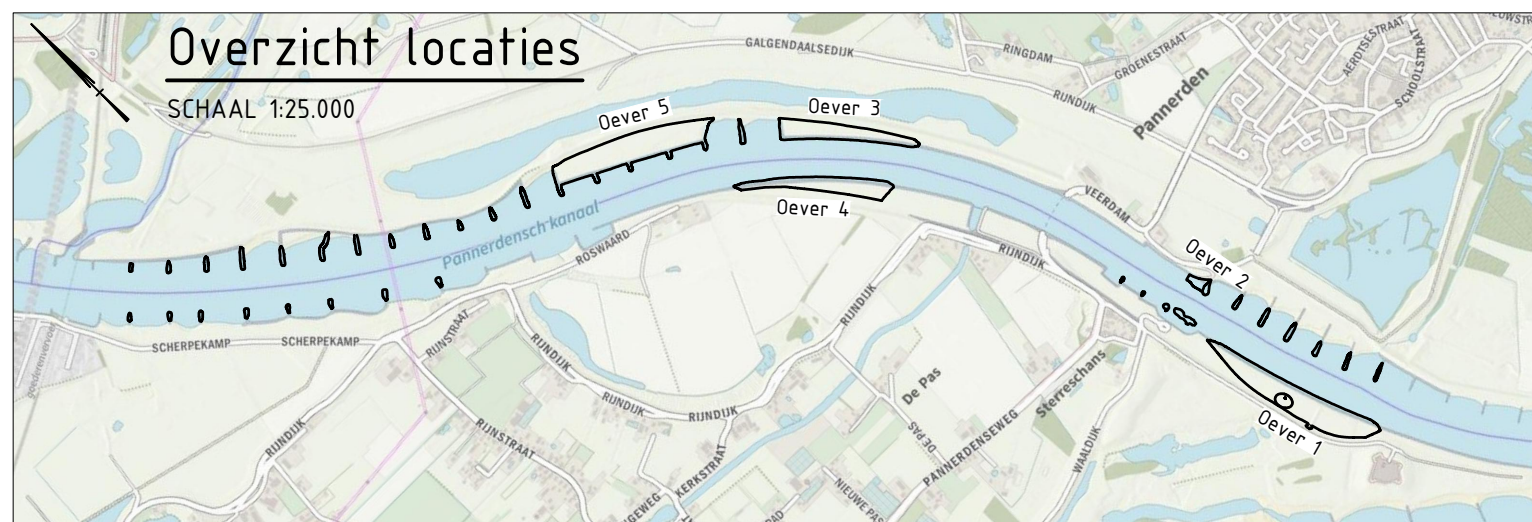 Overzicht locaties
SCHAAL 1:25.000
GALGENDAALSEDIJK
RINGDAM
GROENESTRAAT
AERDTSESTRAAT
SCHOOLSTRAAT
RIJNDIJK
Pannerden
Oever 5
Oever 3
Oever 4
VEERDAM
Pannerdensch kanaal
ROSWAARD
RIJNDIJK
Oever 2
SCHERPEKAMP
SCHERPEKAMP
RIJNSTRAAT
RIJNDIJK
RIJNDIJK
goederenvervoer
De Pas
Sterreschans
RIJNDIJK
RIJNDIJK
Oever 1
RIJNDIJK
RIJNSTRAAT
DE PAS
PANNERDENSEWEG
WAALDIJK
KERKSTRAAT
NIEUWE PAS